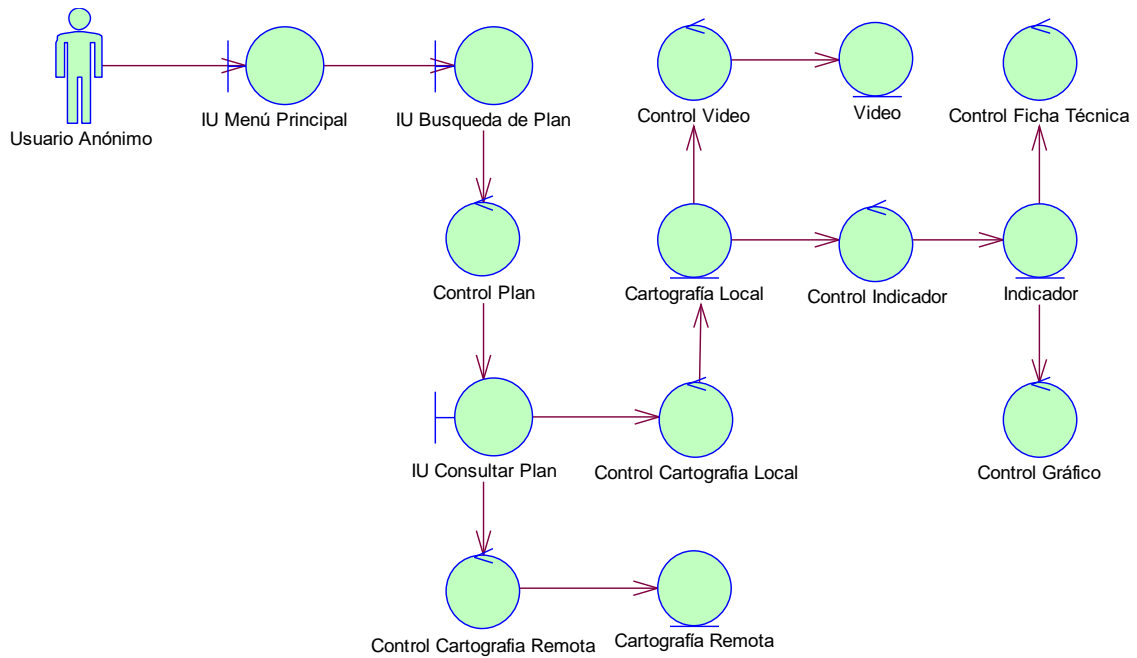 Usuario Anónimo
IU Menú Principal
IU Busqueda de Plan
Control Video
Video
Control Ficha Técnica
Control Plan
Cartografía Local
Control Indicador
Indicador
IU Consultar Plan
Control Cartografia Local
Control Gráfico
Control Cartografia Remota
Cartografía Remota